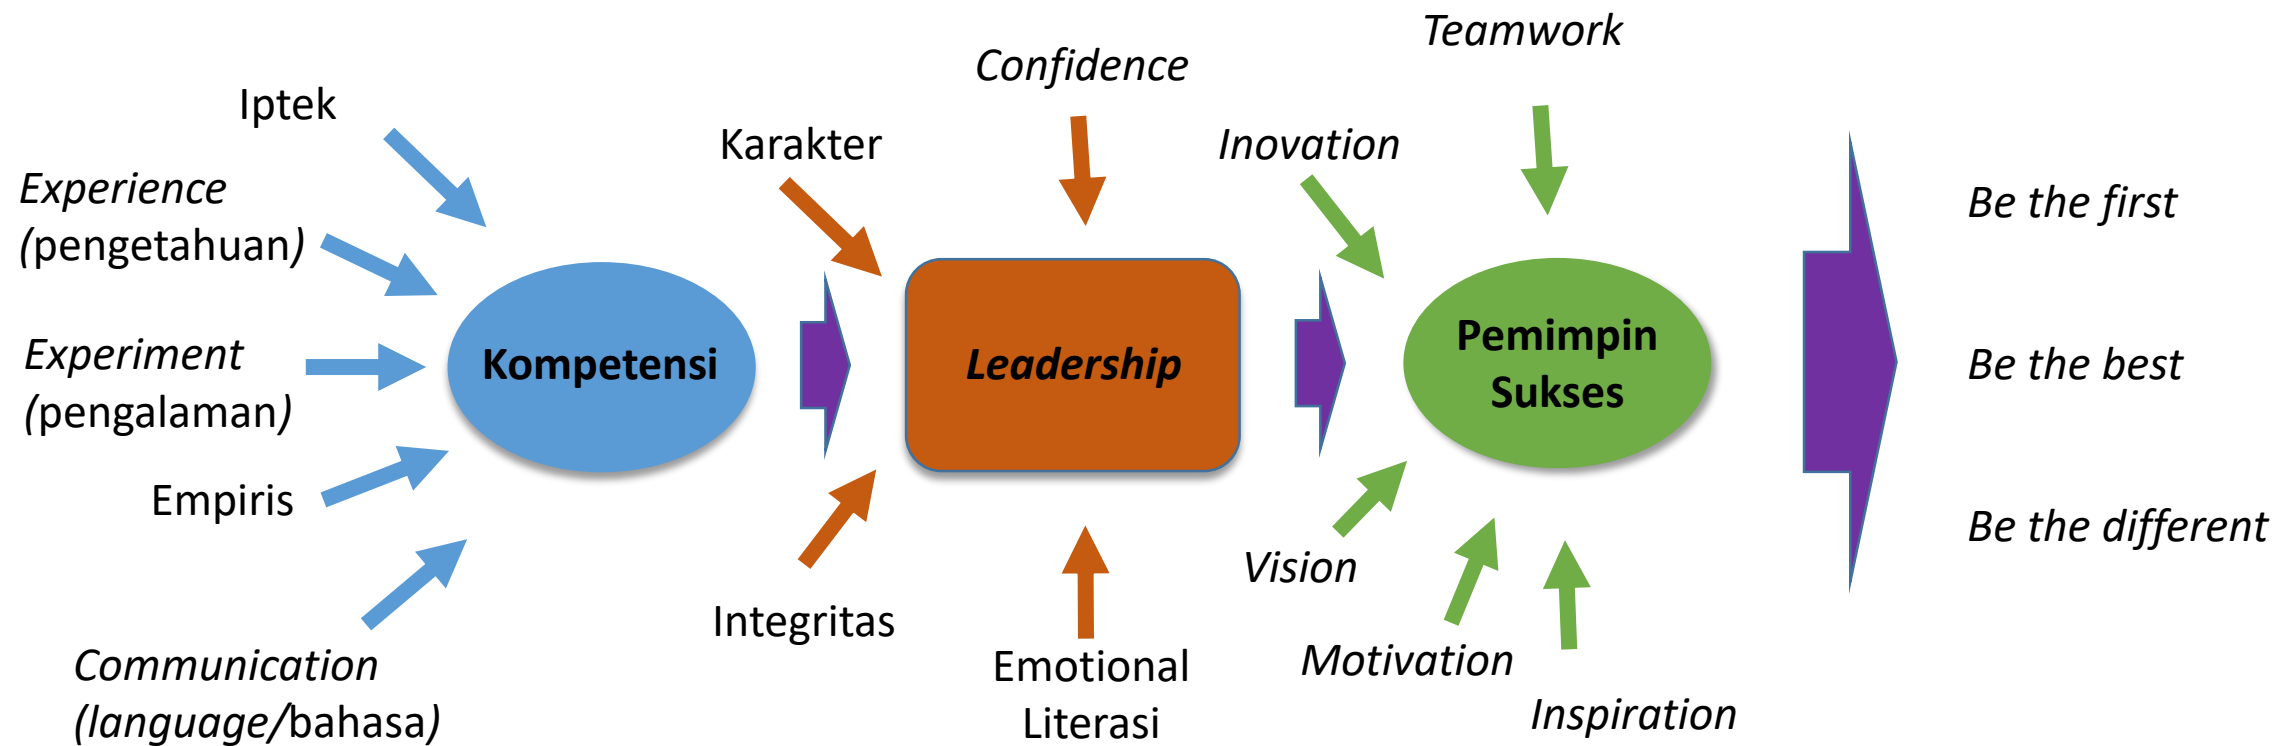 Iptek
Experience
(pengetahuan)
Experiment
(pengalaman)
Empiris
Communication
(language/bahasa)
Kompetensi
Karakter
Confidence
Leadership
Integritas
Emotional
Literasi
Inovation
Teamwork
Pemimpin
Sukses
Vision
Motivation
Inspiration
Be the first
Be the best
Be the different